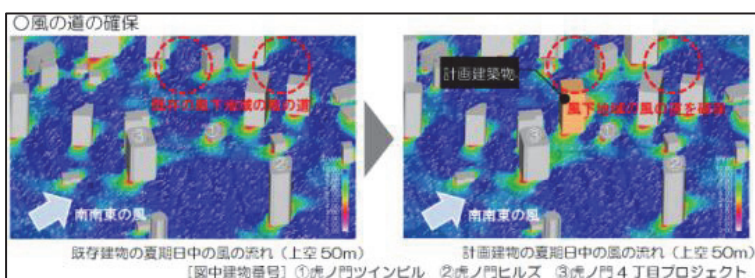 ○風の道の確保
計画建築物
既存の風下地域の風の道
風下地域の風の道を確保
③ ① ②
③ ① ②
南南東の風
南南東の風
既存建物の夏期日中の風の流れ（上空50m）
計画建物の夏期日中の風の流れ（上空50m）
［図中建物番号］①虎ノ門ツインビル ②虎ノ門ヒルズ ③虎ノ門4丁目プロジェクト